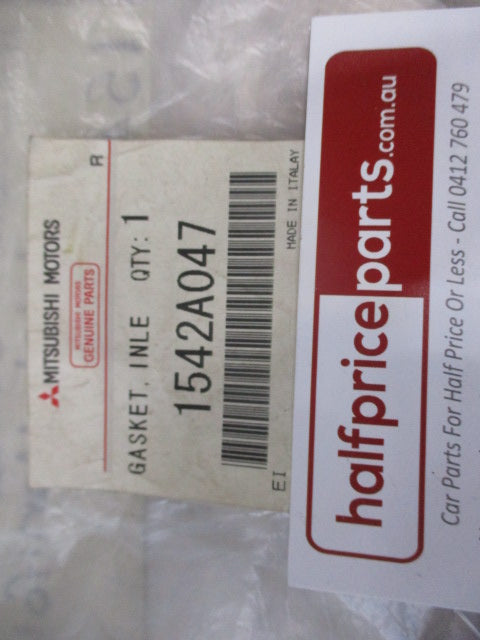 R
MITSUBISHI MOTORS
MITSUBISHI MOTORS
GENUINE PARTS
GASKET, INLE QTY: 1
1542A047
EI
MADE IN ITALAY
halfpriceparts.com.au
Car Parts For Half Price Or Less - Call 0412 760 479